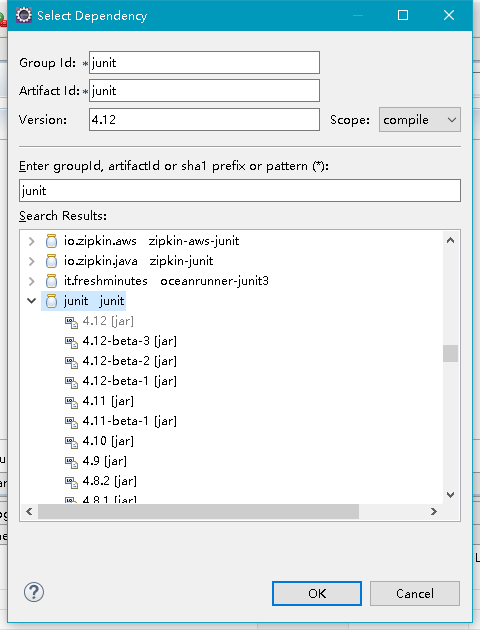 Select Dependency
Group Id: *junit
Artifact Id:*junit
Version: 4.12 Scope: compile
Enter groupId, artifactId or sha1 prefix or pattern (*):
junit
Search Results:
io.zipkin.aws zipkin-aws-junit
io.zipkin.java zipkin-junit
it.freshminutes oceanrunner-junit3
junit junit
4.12 [jar]
4.12-beta-3 [jar]
4.12-beta-2 [jar]
4.12-beta-1 [jar]
4.11 [jar]
4.11-beta-1 [jar]
4.10 [jar]
4.9 [jar]
4.8.2 [jar]
4.8.1 [jar]
? OK Cancel